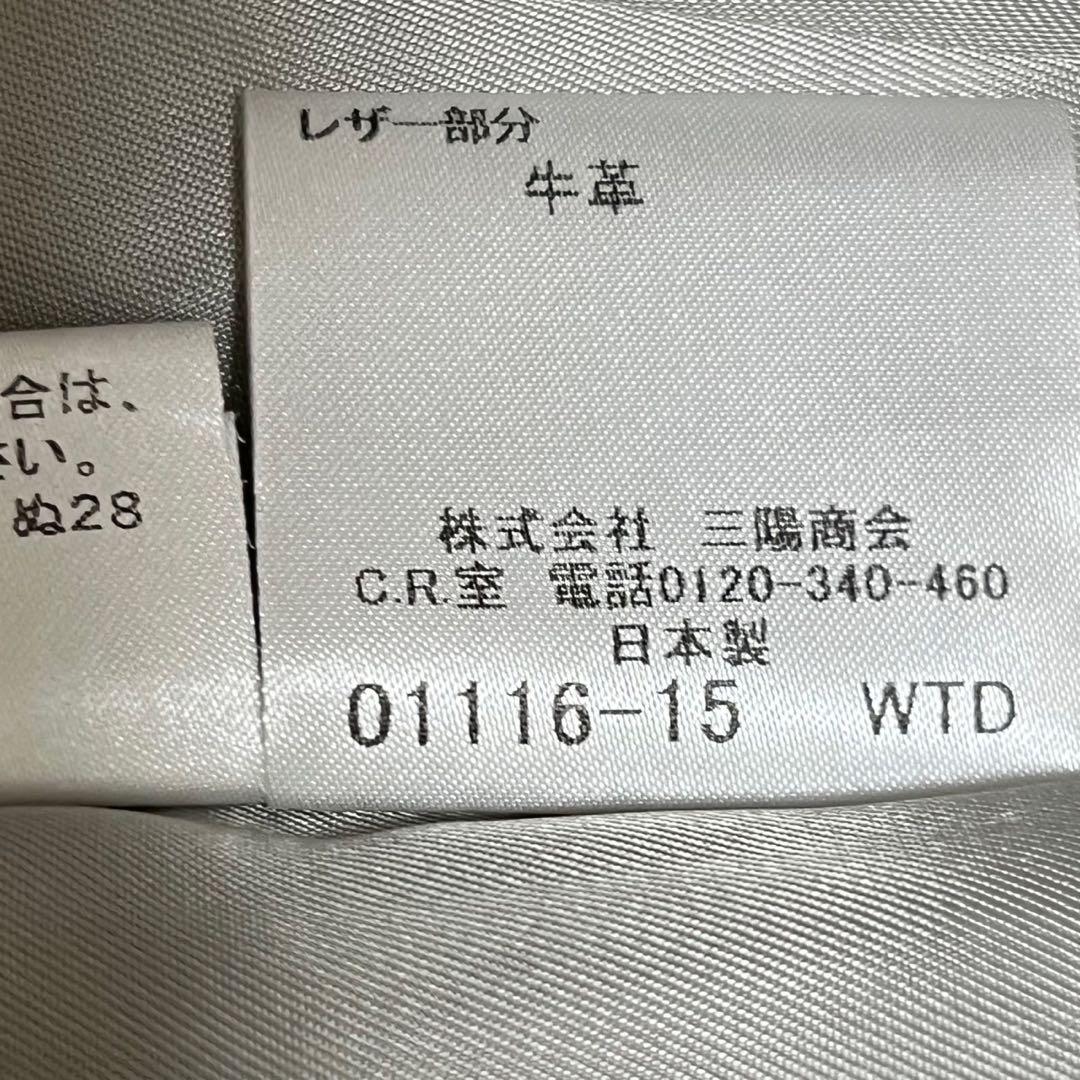 レザー部分
牛革
合は、
さい。
ぬ28
株式会社 三陽商会
C.R.室 電話0120-340-460
日本製
01116-15 WTD